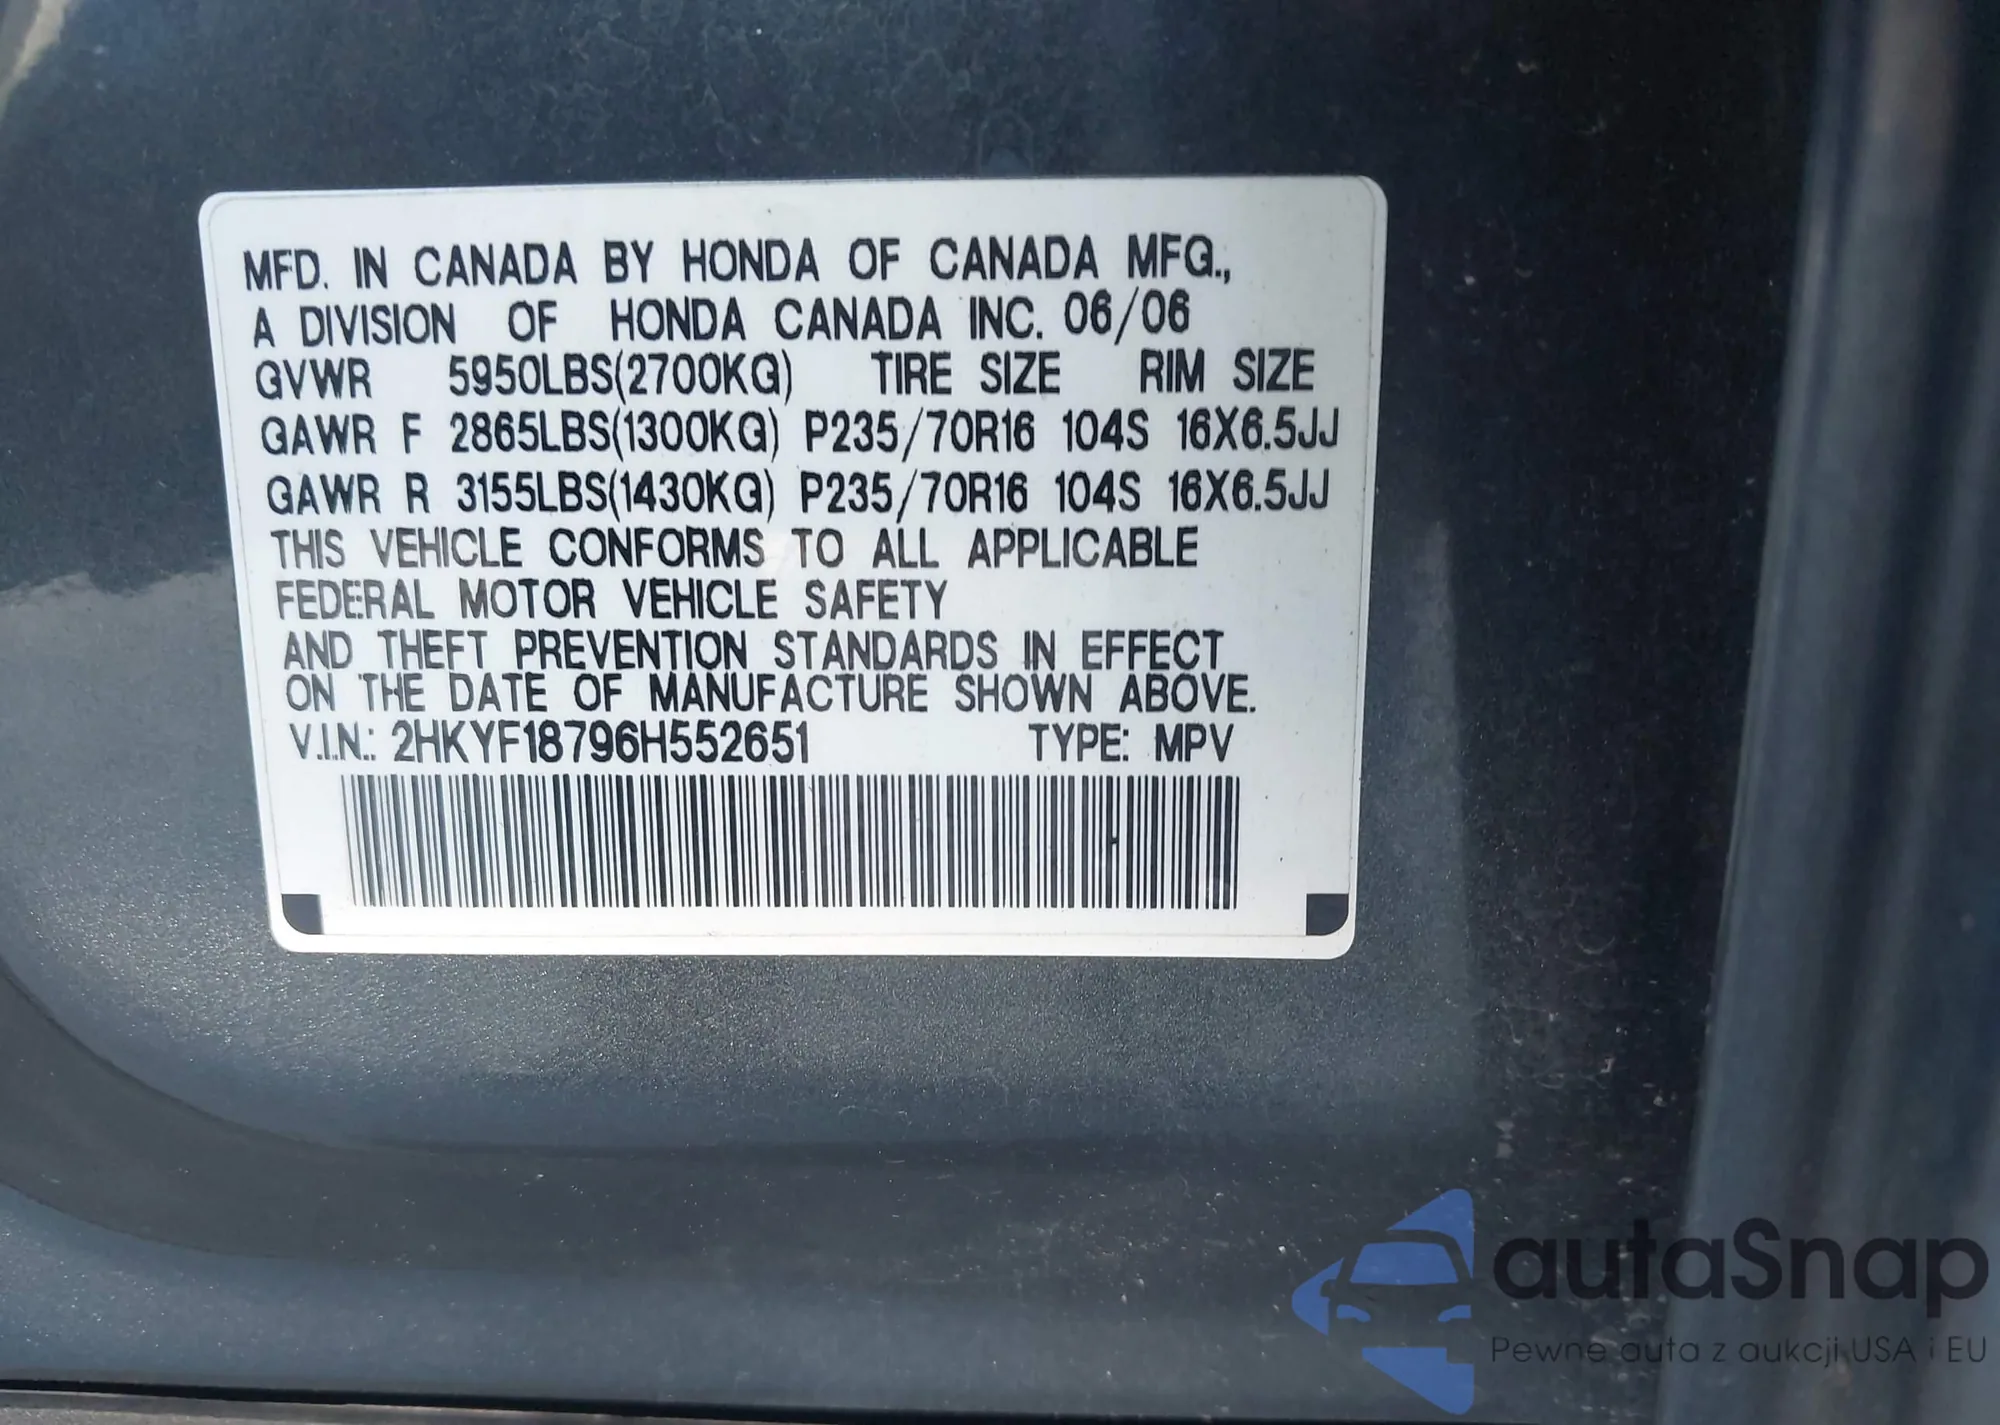 MFD. IN CANADA BY HONDA OF CANADA MFG.,
A DIVISION OF HONDA CANADA INC. 06/06
GVWR 5950LBS(2700KG) TIRE SIZE RIM SIZE
GAWR F 2865LBS(1300KG) P235/70R16 104S 16X6.5JJ
GAWR R 3155LBS(1430KG) P235/70R16 104S 16X6.5JJ
THIS VEHICLE CONFORMS TO ALL APPLICABLE
FEDERAL MOTOR VEHICLE SAFETY
AND THEFT PREVENTION STANDARDS IN EFFECT
ON THE DATE OF MANUFACTURE SHOWN ABOVE.
V.I.N.: 2HKYF18796H552651 TYPE: MPV
autaSnap
Pewne auta z aukcji USA i EU